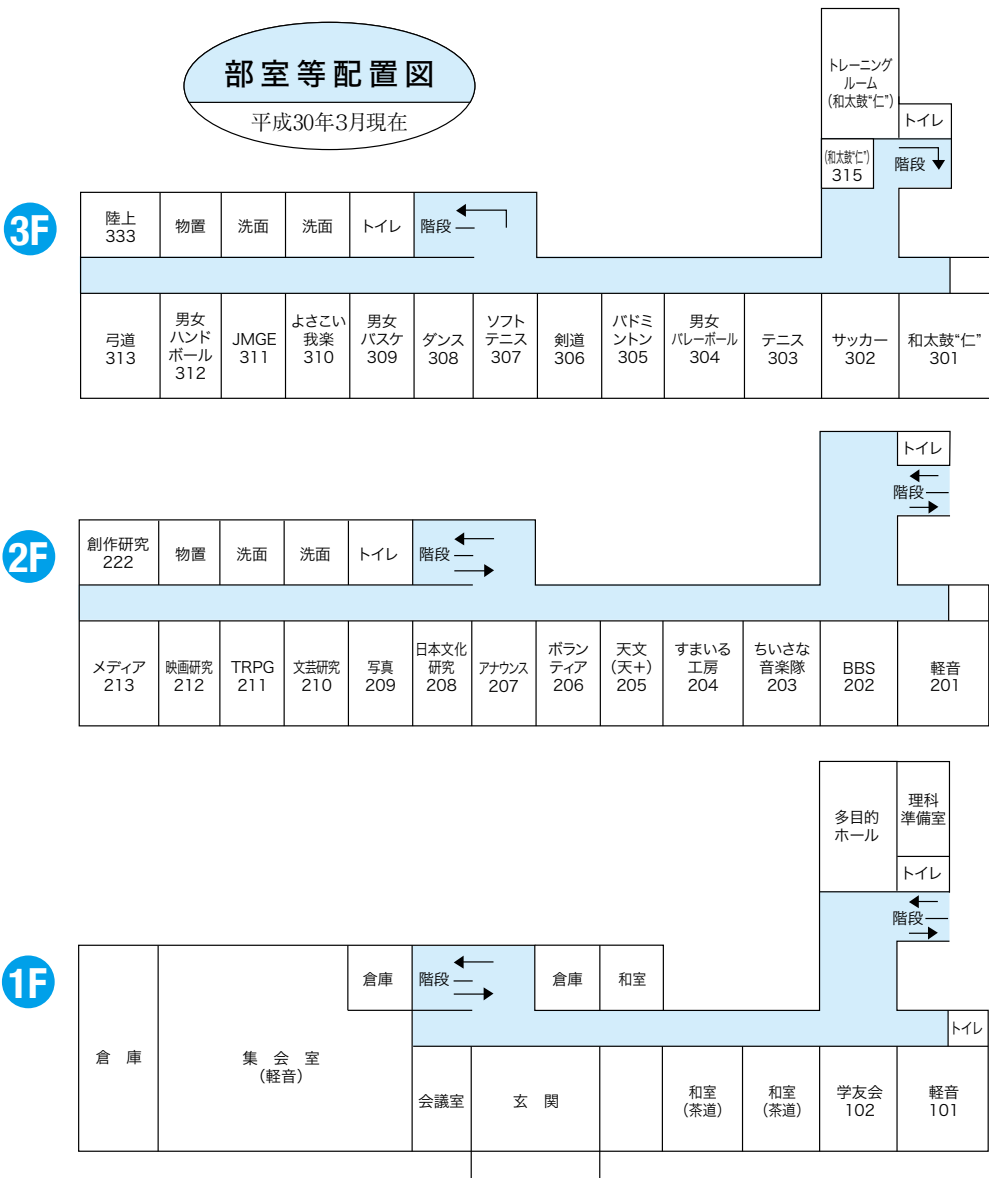 部室等配置図
平成30年3月現在
トレーニング
ルーム
(和太鼓“仁”)
トイレ
(和太鼓“仁”)
315
階段
3F
陸上
333
物置
洗面
洗面
トイレ
階段
弓道
313
男女
ハンド
ボール
312
JMGE
311
よさこい
我楽
310
男女
バスケ
309
ダンス
308
ソフト
テニス
307
剣道
306
バドミ
ントン
305
男女
バレーボール
304
テニス
303
サッカー
302
和太鼓“仁”
301
トイレ
階段
2F
創作研究
222
物置
洗面
洗面
トイレ
階段
メディア
213
映画研究
212
TRPG
211
文芸研究
210
写真
209
日本文化
研究
208
アナウンス
207
ボラン
ティア
206
天文
(天+)
205
すまいる
工房
204
ちいさな
音楽隊
203
BBS
202
軽音
201
多目的
ホール
理科
準備室
トイレ
階段
1F
倉庫
集会室
(軽音)
倉庫
階段
倉庫
和室
トイレ
会議室
玄関
和室
(茶道)
和室
(茶道)
学友会
102
軽音
101